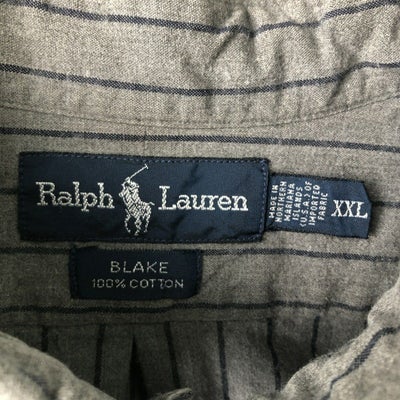 Ralph Lauren
MADE IN
NORTHERN
MARIANA
ISLANDS
(U.S.A.) OF
IMPORTED
FABRIC
XXL
BLAKE
100% COTTON